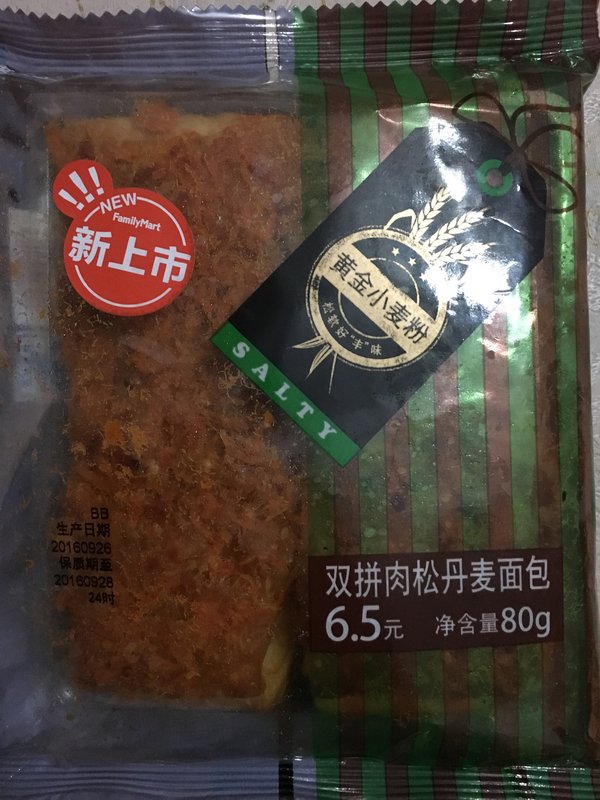 !!!
NEW
FamilyMart
新上市
黄金小麦粉
松软好“丰”味
SALTY
BB
生产日期
20160926
保质期至
20160928
24时
双拼肉松丹麦面包
6.5元 净含量80g